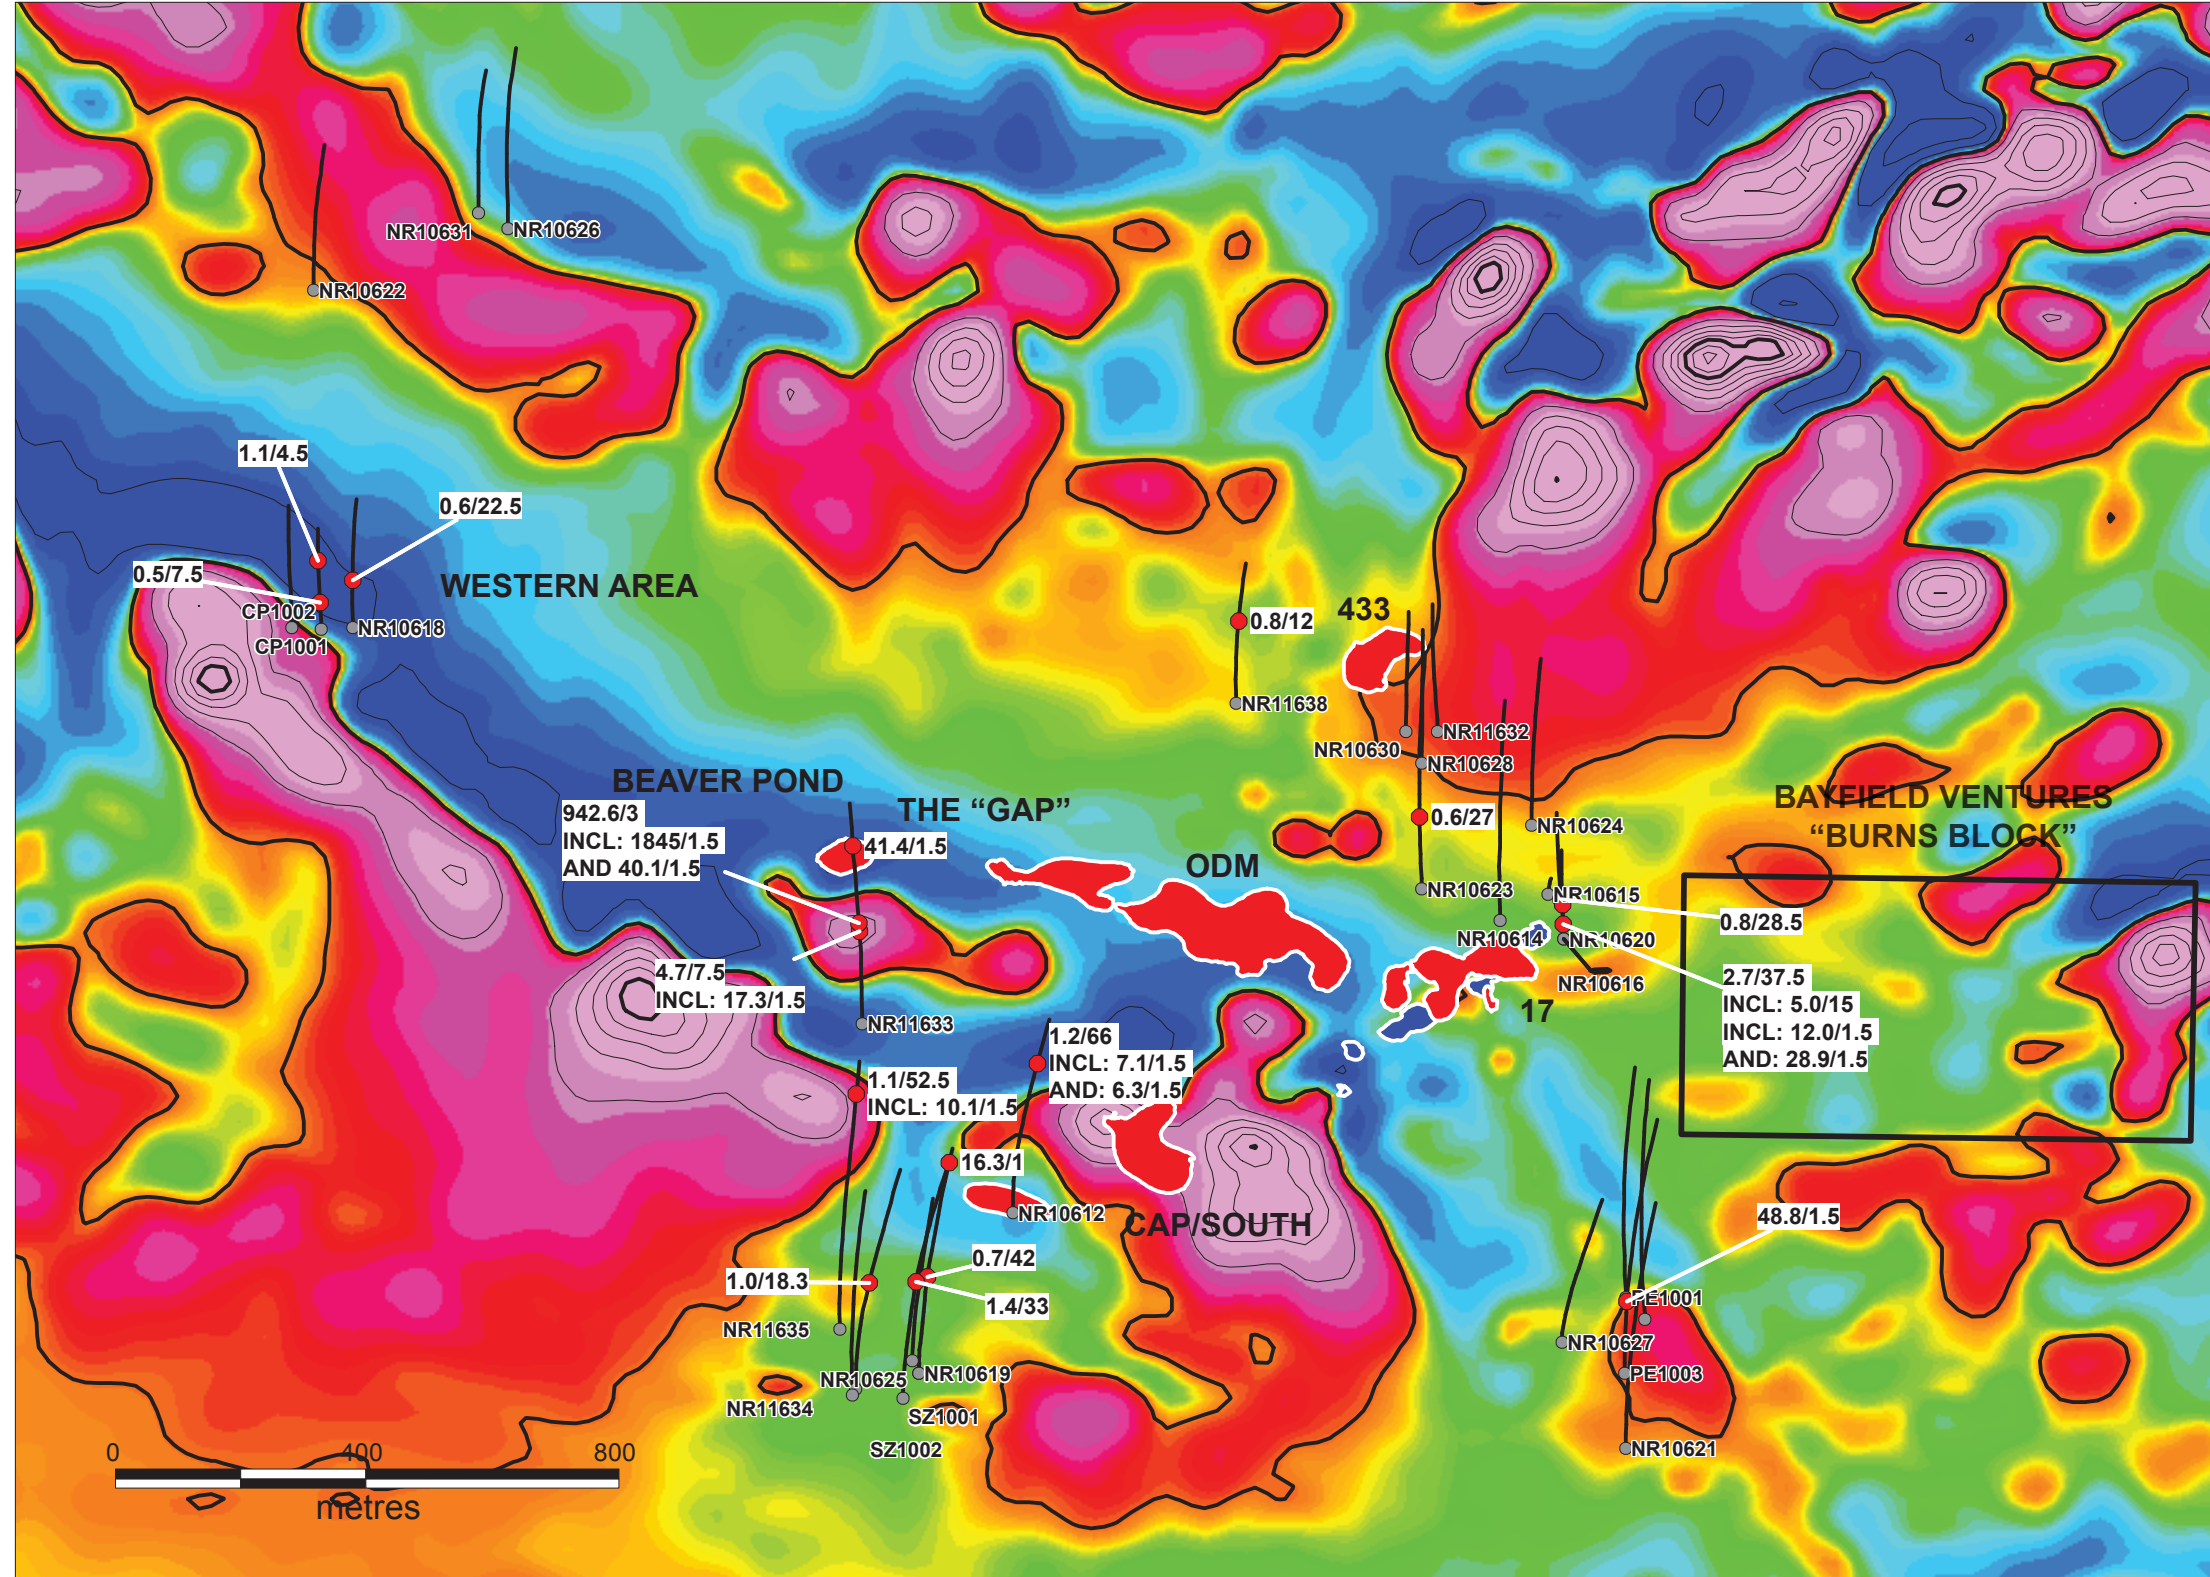 NR10631
NR10626
NR10622
1.1/4.5
0.6/22.5
0.5/7.5
WESTERN AREA
CP1002
CP1001
NR10618
0.8/12
433
NR11638
NR11632
NR10630
NR10628
BEAVER POND
THE “GAP”
942.6/3
INCL: 1845/1.5
AND 40.1/1.5
41.4/1.5
0.6/27
NR10624
BAYFIELD VENTURES
“BURNS BLOCK”
ODM
NR10623
NR10615
0.8/28.5
NR10614
NR10620
4.7/7.5
INCL: 17.3/1.5
NR10616
2.7/37.5
INCL: 5.0/15
INCL: 12.0/1.5
AND: 28.9/1.5
17
NR11633
1.2/66
INCL: 7.1/1.5
AND: 6.3/1.5
1.1/52.5
INCL: 10.1/1.5
16.3/1
NR10612
CAP/SOUTH
48.8/1.5
0.7/42
1.0/18.3
1.4/33
PE1001
NR11635
NR10627
NR10625
NR10619
PE1003
NR11634
SZ1001
SZ1002
NR10621
0 400 800
metres